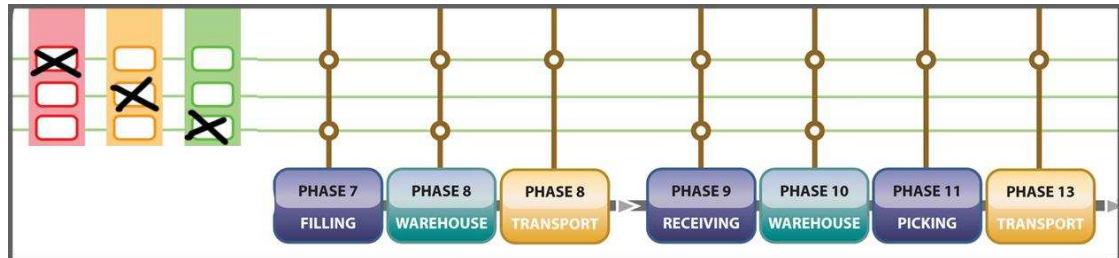 PHASE 7
FILLING
PHASE 8
WAREHOUSE
PHASE 8
TRANSPORT
PHASE 9
RECEIVING
PHASE 10
WAREHOUSE
PHASE 11
PICKING
PHASE 13
TRANSPORT